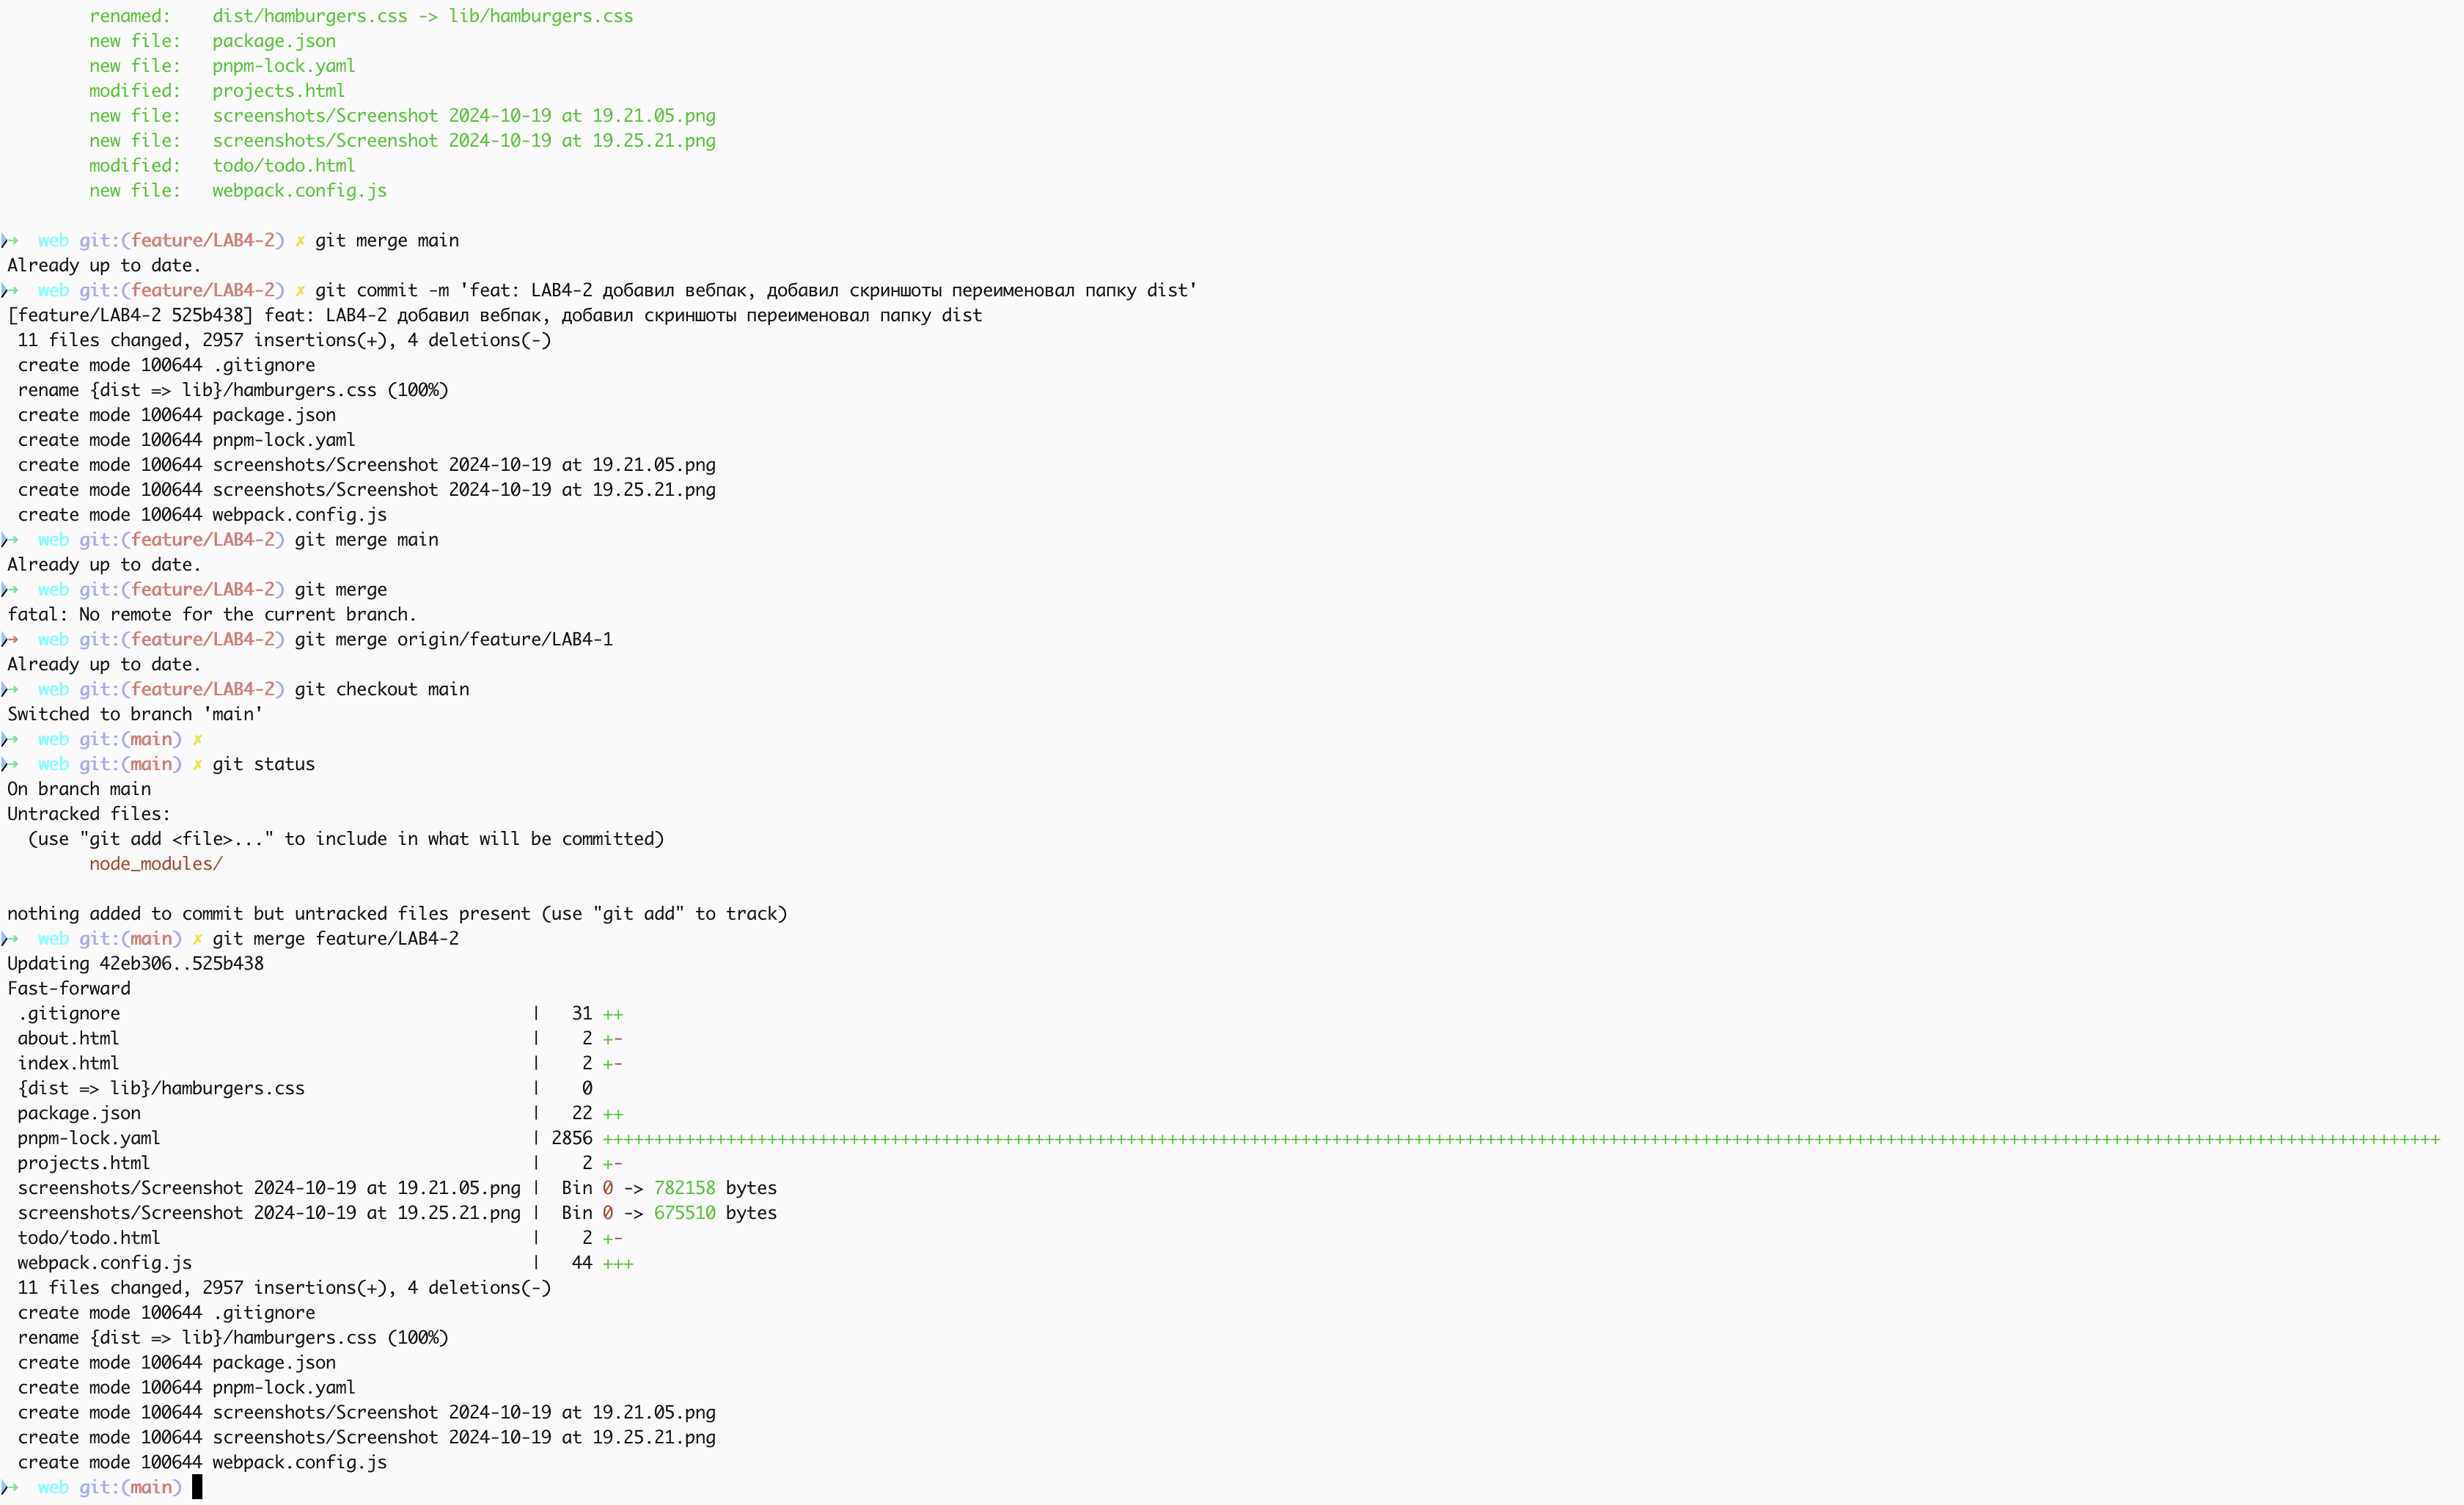 renamed:    dist/hamburgers.css -> lib/hamburgers.css
new file:   package.json
new file:   pnpm-lock.yaml
modified:   projects.html
new file:   screenshots/Screenshot 2024-10-19 at 19.21.05.png
new file:   screenshots/Screenshot 2024-10-19 at 19.25.21.png
modified:   todo/todo.html
new file:   webpack.config.js
➜  web git:(feature/LAB4-2) ✗ git merge main
Already up to date.
➜  web git:(feature/LAB4-2) ✗ git commit -m 'feat: LAB4-2 добавил вебпак, добавил скриншоты переименовал папку dist'
[feature/LAB4-2 525b438] feat: LAB4-2 добавил вебпак, добавил скриншоты переименовал папку dist
11 files changed, 2957 insertions(+), 4 deletions(-)
create mode 100644 .gitignore
rename {dist => lib}/hamburgers.css (100%)
create mode 100644 package.json
create mode 100644 pnpm-lock.yaml
create mode 100644 screenshots/Screenshot 2024-10-19 at 19.21.05.png
create mode 100644 screenshots/Screenshot 2024-10-19 at 19.25.21.png
create mode 100644 webpack.config.js
➜  web git:(feature/LAB4-2) git merge main
Already up to date.
➜  web git:(feature/LAB4-2) git merge
fatal: No remote for the current branch.
➜  web git:(feature/LAB4-2) git merge origin/feature/LAB4-1
Already up to date.
➜  web git:(feature/LAB4-2) git checkout main
Switched to branch 'main'
➜  web git:(main) ✗
➜  web git:(main) ✗ git status
On branch main
Untracked files:
(use "git add <file>..." to include in what will be committed)
node_modules/
nothing added to commit but untracked files present (use "git add" to track)
➜  web git:(main) ✗ git merge feature/LAB4-2
Updating 42eb306..525b438
Fast-forward
.gitignore | 31 ++
about.html | 2 +-
index.html | 2 +-
{dist => lib}/hamburgers.css | 0
package.json | 22 ++
pnpm-lock.yaml | 2856 +++++++++++++++++++++++++++++++++++++++++++++++++++++++++++++++++++++++++++++++++++++++++++++++++++++++++++++++++++++++++++++++++++++++++++++++++++++++++++++++++++++++++++++++++++
projects.html | 2 +-
screenshots/Screenshot 2024-10-19 at 19.21.05.png | Bin 0 -> 782158 bytes
screenshots/Screenshot 2024-10-19 at 19.25.21.png | Bin 0 -> 675510 bytes
todo/todo.html | 2 +-
webpack.config.js | 44 +++
11 files changed, 2957 insertions(+), 4 deletions(-)
create mode 100644 .gitignore
rename {dist => lib}/hamburgers.css (100%)
create mode 100644 package.json
create mode 100644 pnpm-lock.yaml
create mode 100644 screenshots/Screenshot 2024-10-19 at 19.21.05.png
create mode 100644 screenshots/Screenshot 2024-10-19 at 19.25.21.png
create mode 100644 webpack.config.js
➜  web git:(main)